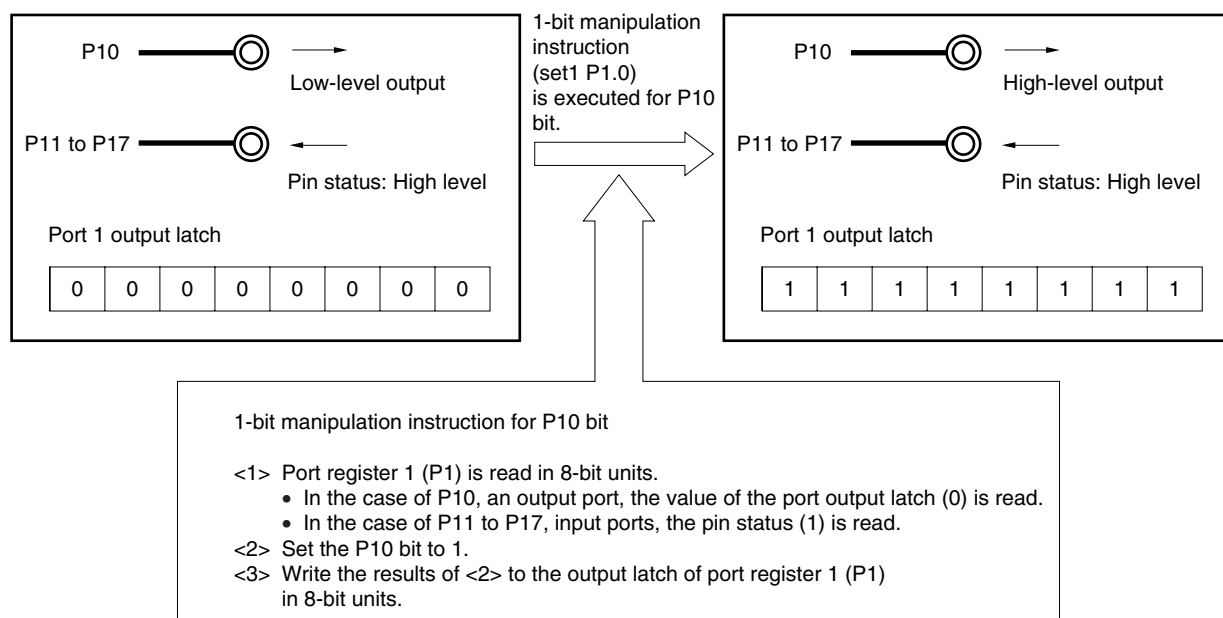 P10
Low-level output
P11 to P17
Pin status: High level
Port 1 output latch
0 0 0 0 0 0 0 0
1-bit manipulation
instruction
(set1 P1.0)
is executed for P10
bit.
P10
High-level output
P11 to P17
Pin status: High level
Port 1 output latch
1 1 1 1 1 1 1 1
1-bit manipulation instruction for P10 bit
<1> Port register 1 (P1) is read in 8-bit units.
• In the case of P10, an output port, the value of the port output latch (0) is read.
• In the case of P11 to P17, input ports, the pin status (1) is read.
<2> Set the P10 bit to 1.
<3> Write the results of <2> to the output latch of port register 1 (P1)
in 8-bit units.